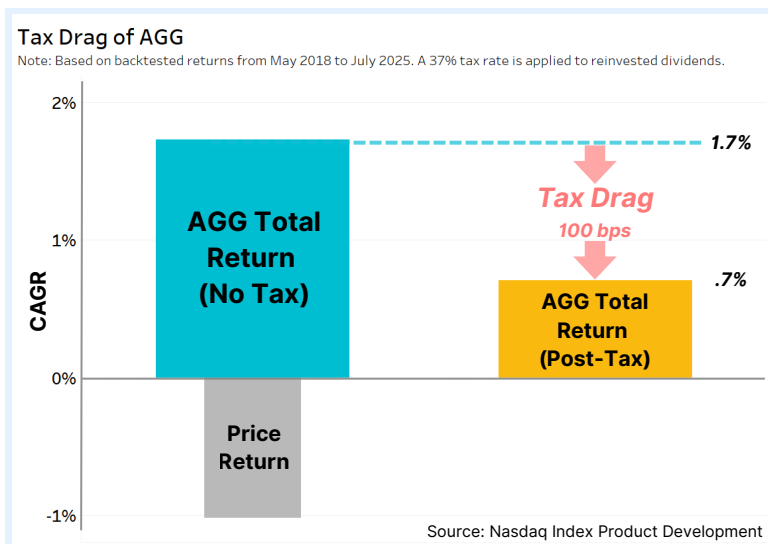 Tax Drag of AGG
Note: Based on backtested returns from May 2018 to July 2025. A 37% tax rate is applied to reinvested dividends.
2%
1%
0%
-1%
CAGR
AGG Total
Return
(No Tax)
Price
Return
1.7%
Tax Drag
100 bps
.7%
AGG Total
Return
(Post-Tax)
Source: Nasdaq Index Product Development